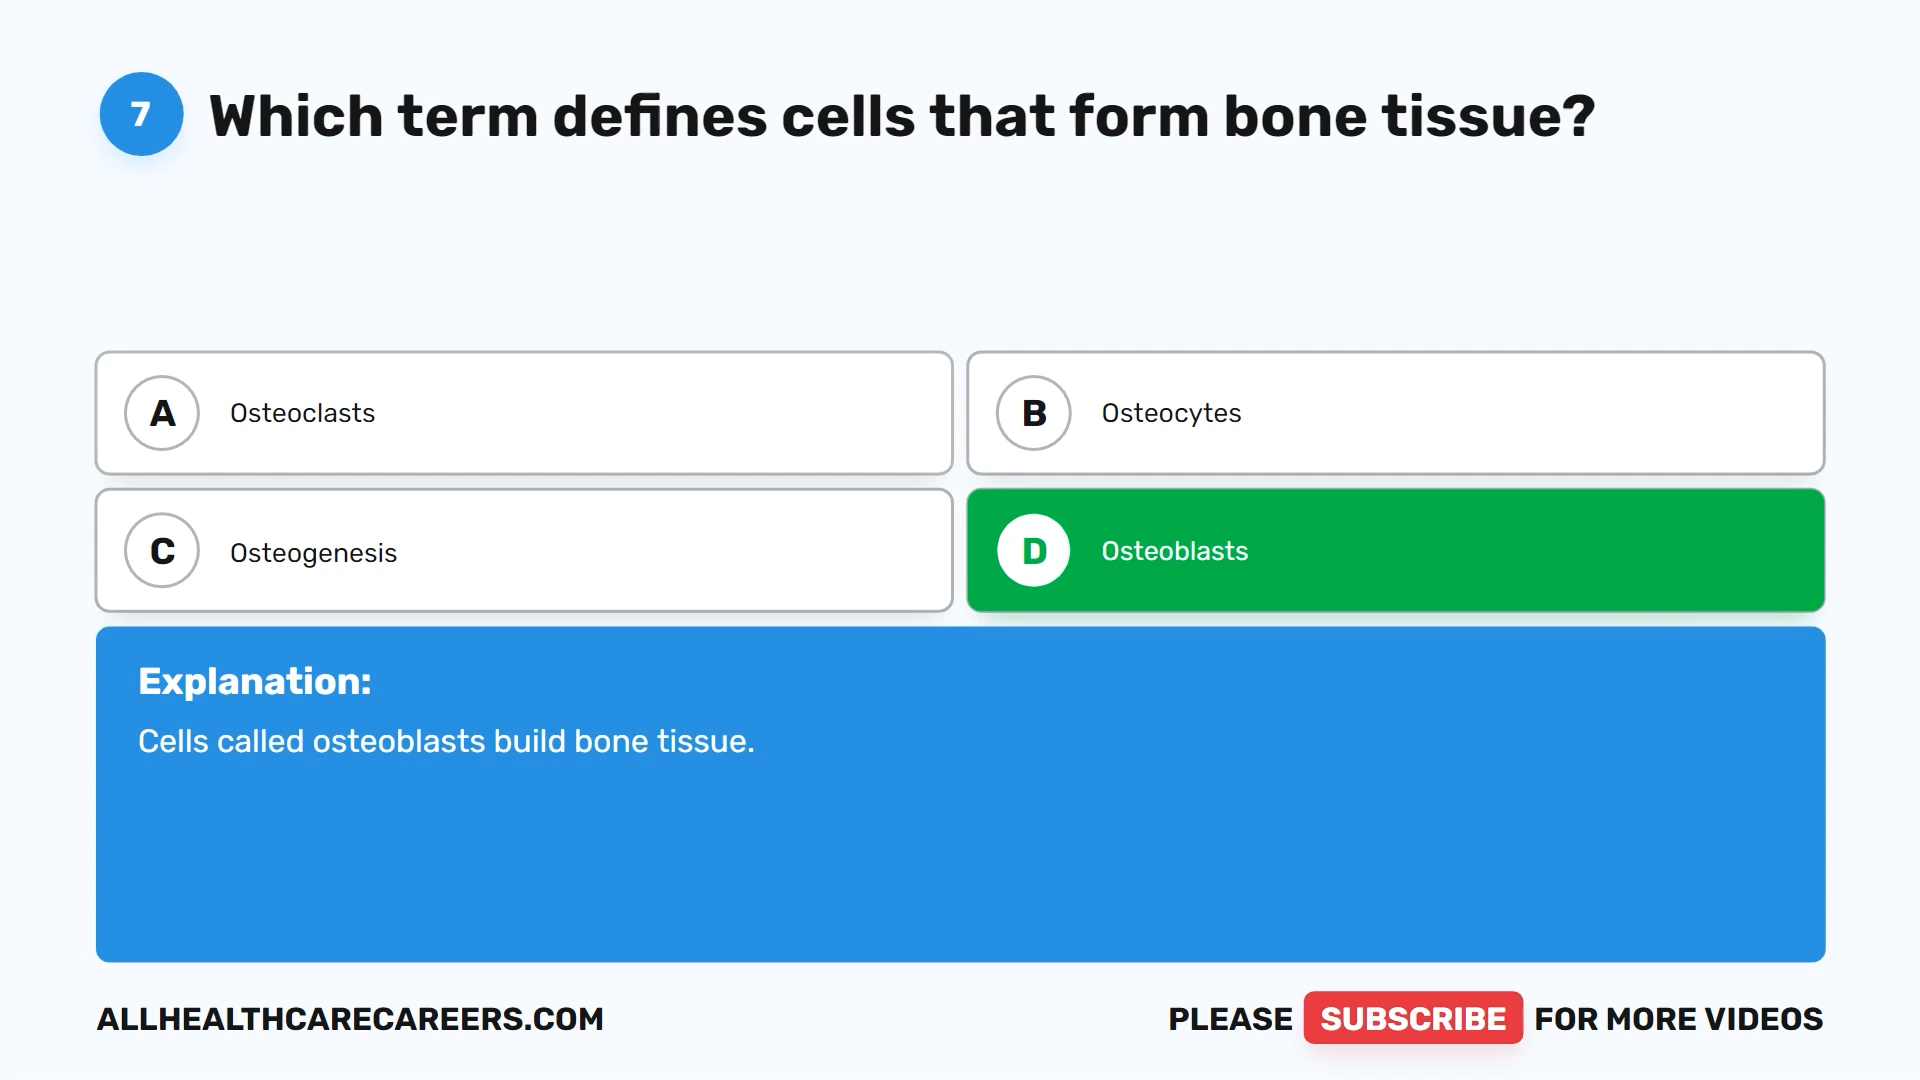 7 Which term defines cells that form bone tissue?
A Osteoclasts
B Osteocytes
C Osteogenesis
D Osteoblasts
Explanation:
Cells called osteoblasts build bone tissue.
ALLHEALTHCARECAREERS.COM
PLEASE SUBSCRIBE FOR MORE VIDEOS